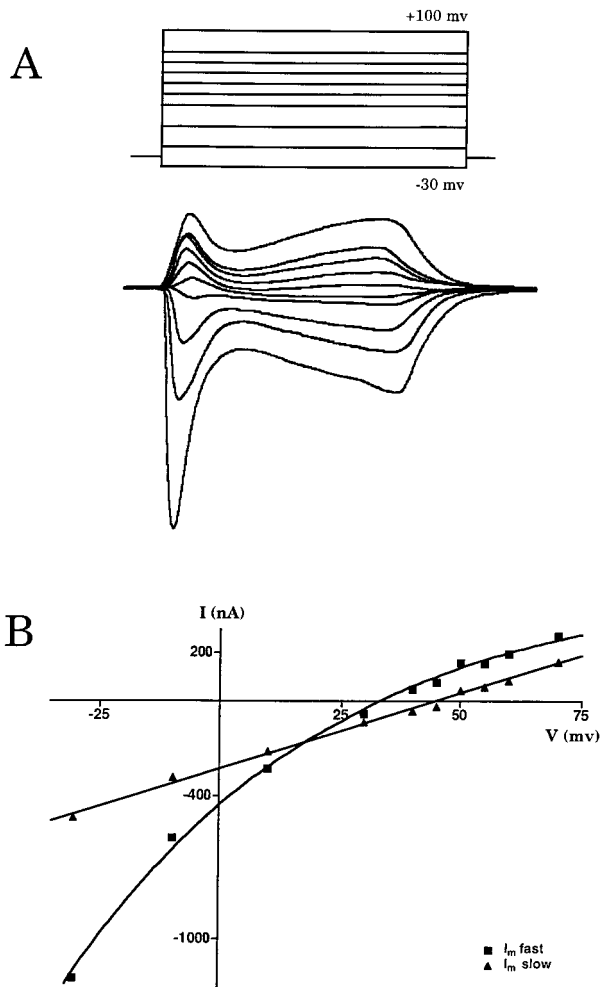 A
+100 mv
-30 mv
B
I (nA)
200
-25
25
50
75
V (mv)
-400
-1000
Im fast
Im slow